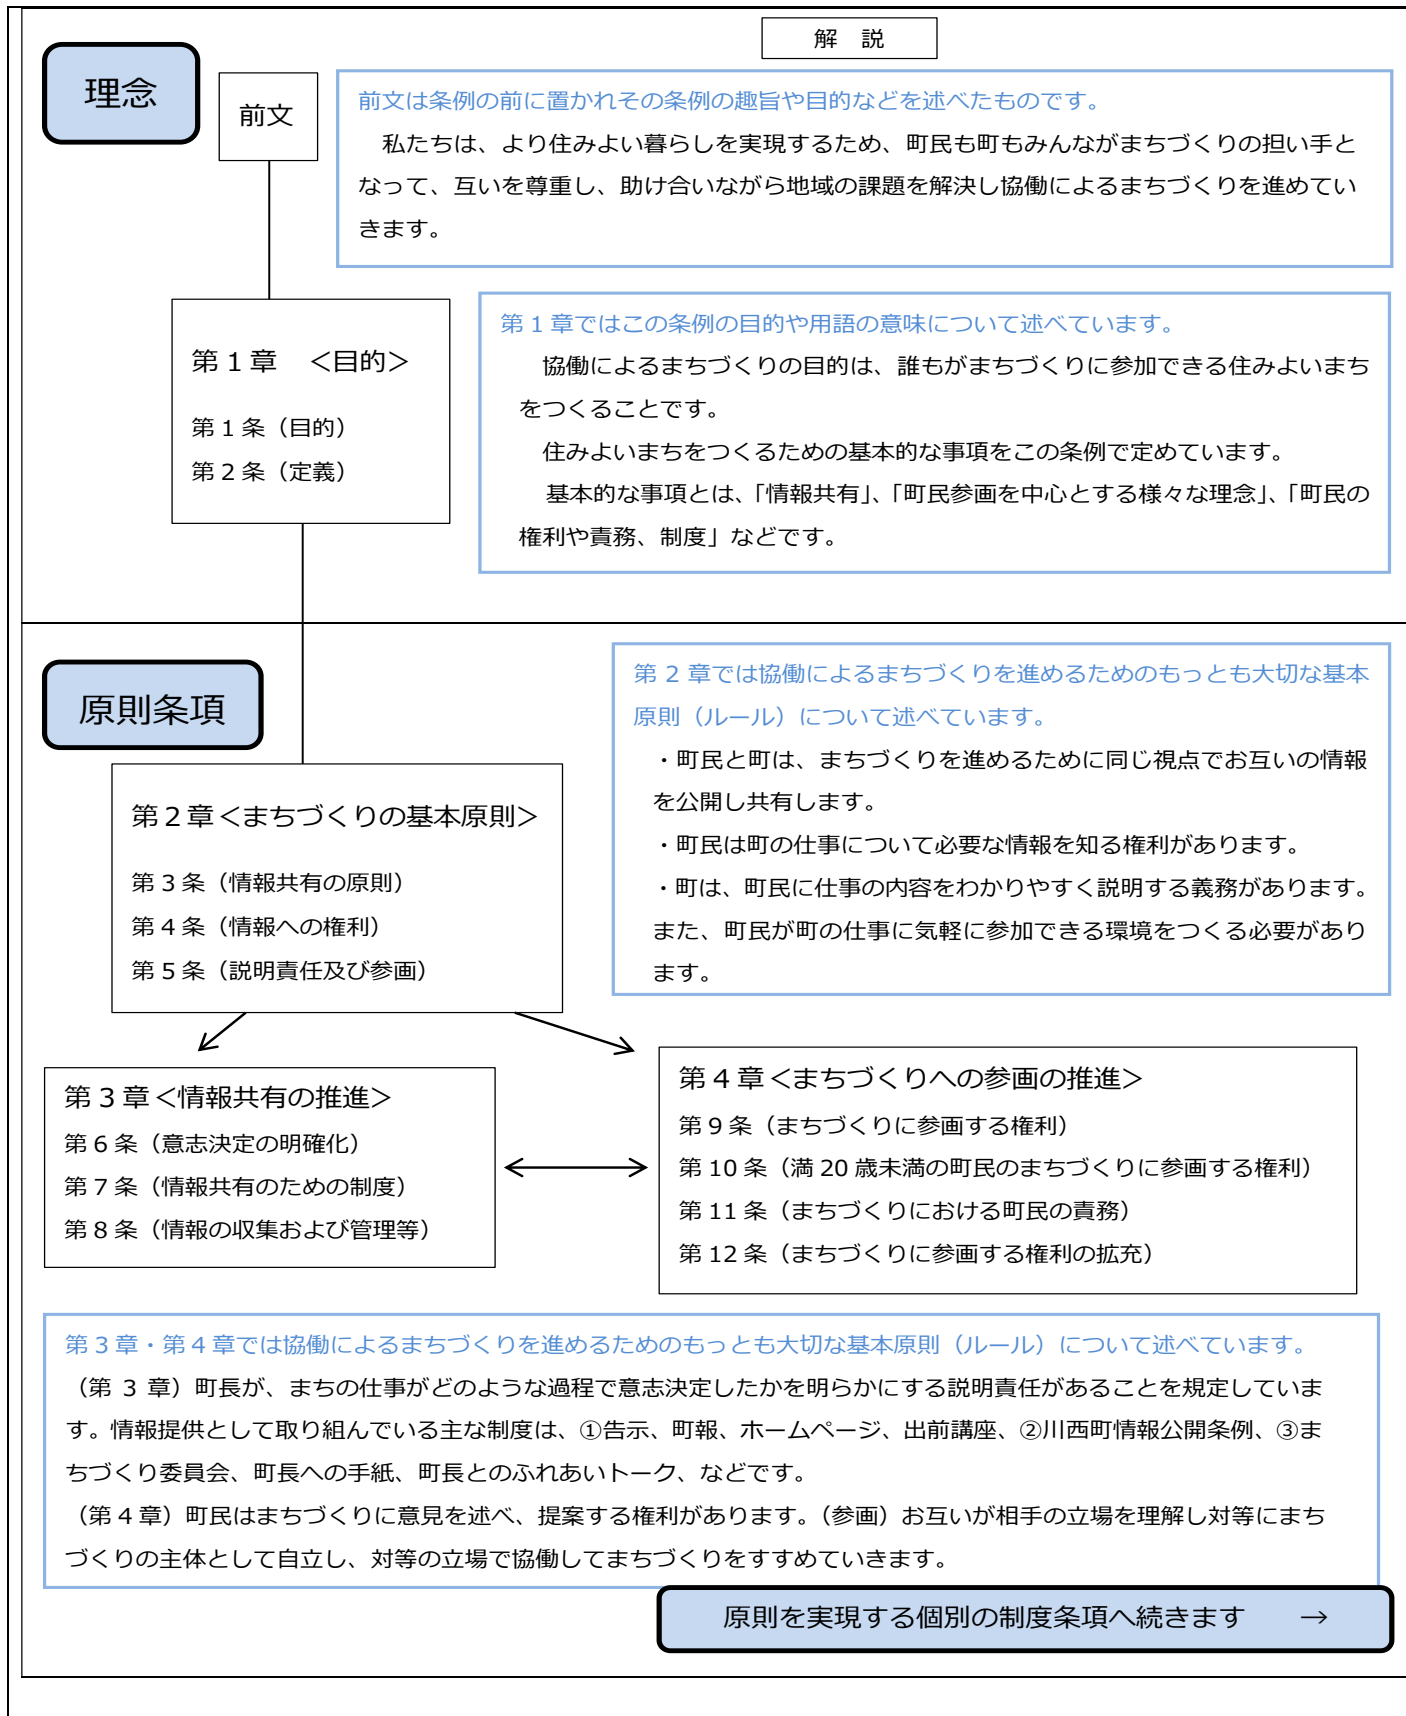 解　説
理念
前文
前文は条例の前に置かれその条例の趣旨や目的などを述べたものです。
私たちは、より住みよい暮らしを実現するため、町民も町もみんながまちづくりの担い手と
なって、互いを尊重し、助け合いながら地域の課題を解決し協働によるまちづくりを進めてい
きます。
第１章　＜目的＞
第１条（目的）
第２条（定義）
第１章ではこの条例の目的や用語の意味について述べています。
協働によるまちづくりの目的は、誰もがまちづくりに参加できる住みよいまち
をつくることです。
住みよいまちをつくるための基本的な事項をこの条例で定めています。
基本的な事項とは、「情報共有」、「町民参画を中心とする様々な理念」、「町民の
権利や責務、制度」などです。
原則条項
第２章＜まちづくりの基本原則＞
第３条（情報共有の原則）
第４条（情報への権利）
第５条（説明責任及び参画）
第２章では協働によるまちづくりを進めるためのもっとも大切な基本
原則（ルール）について述べています。
・町民と町は、まちづくりを進めるために同じ視点でお互いの情報
を公開し共有します。
・町民は町の仕事について必要な情報を知る権利があります。
・町は、町民に仕事の内容をわかりやすく説明する義務があります。
また、町民が町の仕事に気軽に参加できる環境をつくる必要があり
ます。
第３章＜情報共有の推進＞
第６条（意志決定の明確化）
第７条（情報共有のための制度）
第８条（情報の収集および管理等）
第４章＜まちづくりへの参画の推進＞
第９条（まちづくりに参画する権利）
第 10 条（満 20 歳未満の町民のまちづくりに参画する権利）
第 11 条（まちづくりにおける町民の責務）
第 12 条（まちづくりに参画する権利の拡充）
第３章・第４章では協働によるまちづくりを進めるためのもっとも大切な基本原則（ルール）について述べています。
（第３章）町長が、まちの仕事がどのような過程で意志決定したかを明らかにする説明責任があることを規定していま
す。情報提供として取り組んでいる主な制度は、①告示、町報、ホームページ、出前講座、②川西町情報公開条例、③ま
ちづくり委員会、町長への手紙、町長とのふれあいトーク、などです。
（第４章）町民はまちづくりに意見を述べ、提案する権利があります。（参画）お互いが相手の立場を理解し対等にまち
づくりの主体として自立し、対等の立場で協働してまちづくりをすすめていきます。
原則を実現する個別の制度条項へ続きます　→